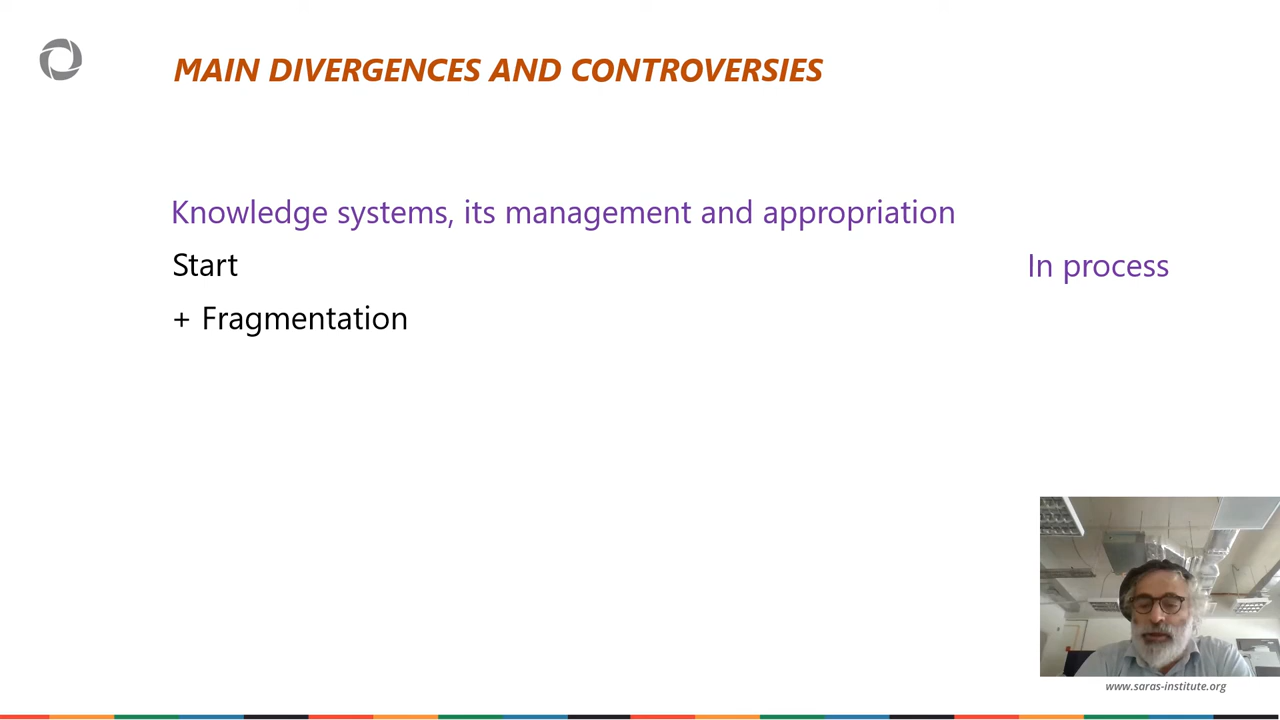 MAIN DIVERGENCES AND CONTROVERSIES
Knowledge systems, its management and appropriation
Start
In process
+ Fragmentation
www.saras-institute.org